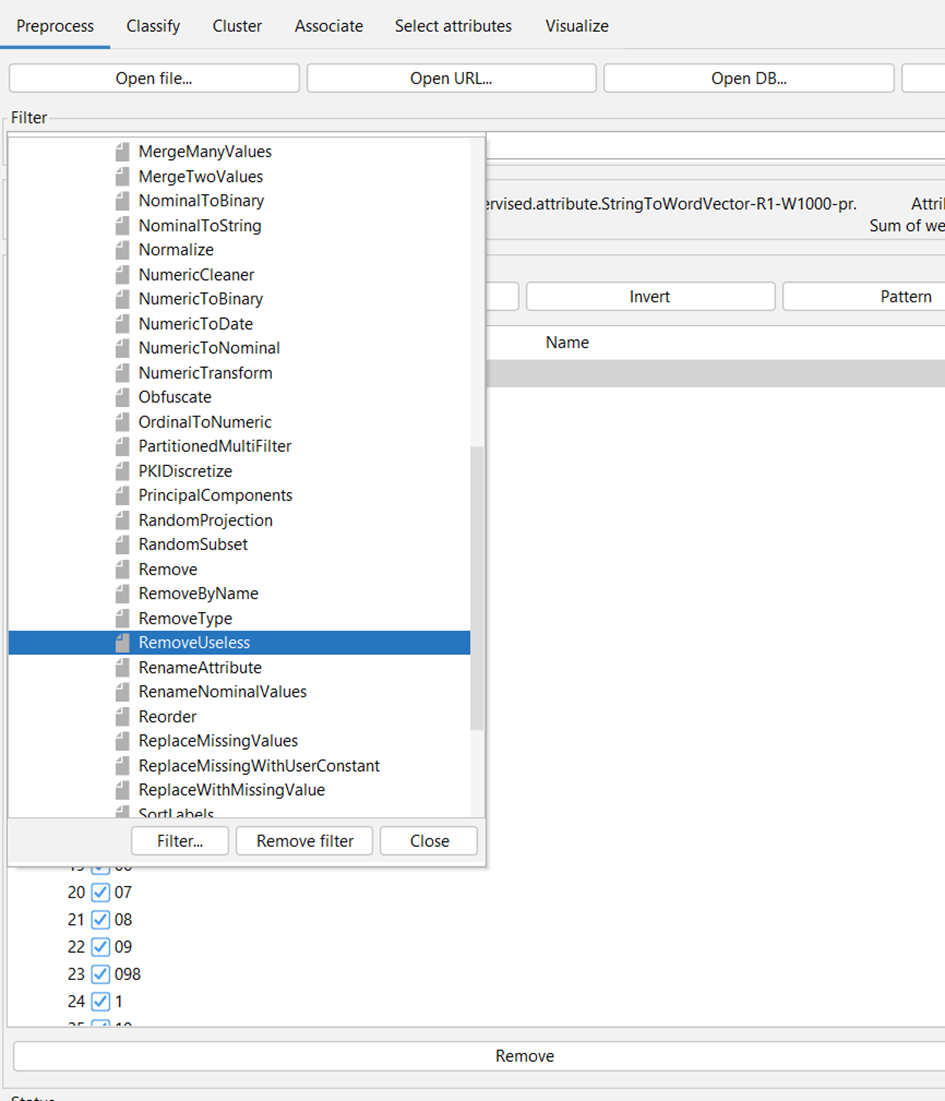 Preprocess Classify Cluster Associate Select attributes Visualize
Open file... Open URL... Open DB...
Filter
MergeManyValues
MergeTwoValues
NominalToBinary
NominalToString
Normalize
NumericCleaner
NumericToBinary
NumericToDate
NumericToNominal
NumericTransform
Obfuscate
OrdinalToNumeric
PartitionedMultiFilter
PKIDiscretize
PrincipalComponents
RandomProjection
RandomSubset
Remove
RemoveByName
RemoveType
RemoveUseless
RenameAttribute
RenameNominalValues
Reorder
ReplaceMissingValues
ReplaceMissingWithUserConstant
ReplaceWithMissingValue
SortLabels
Filter... Remove filter Close
ervised.attribute.StringToWordVector-R1-W1000-pr. Attri
Sum of we
Invert Pattern
Name
20 07
21 08
22 09
23 098
24 1
Remove
Status